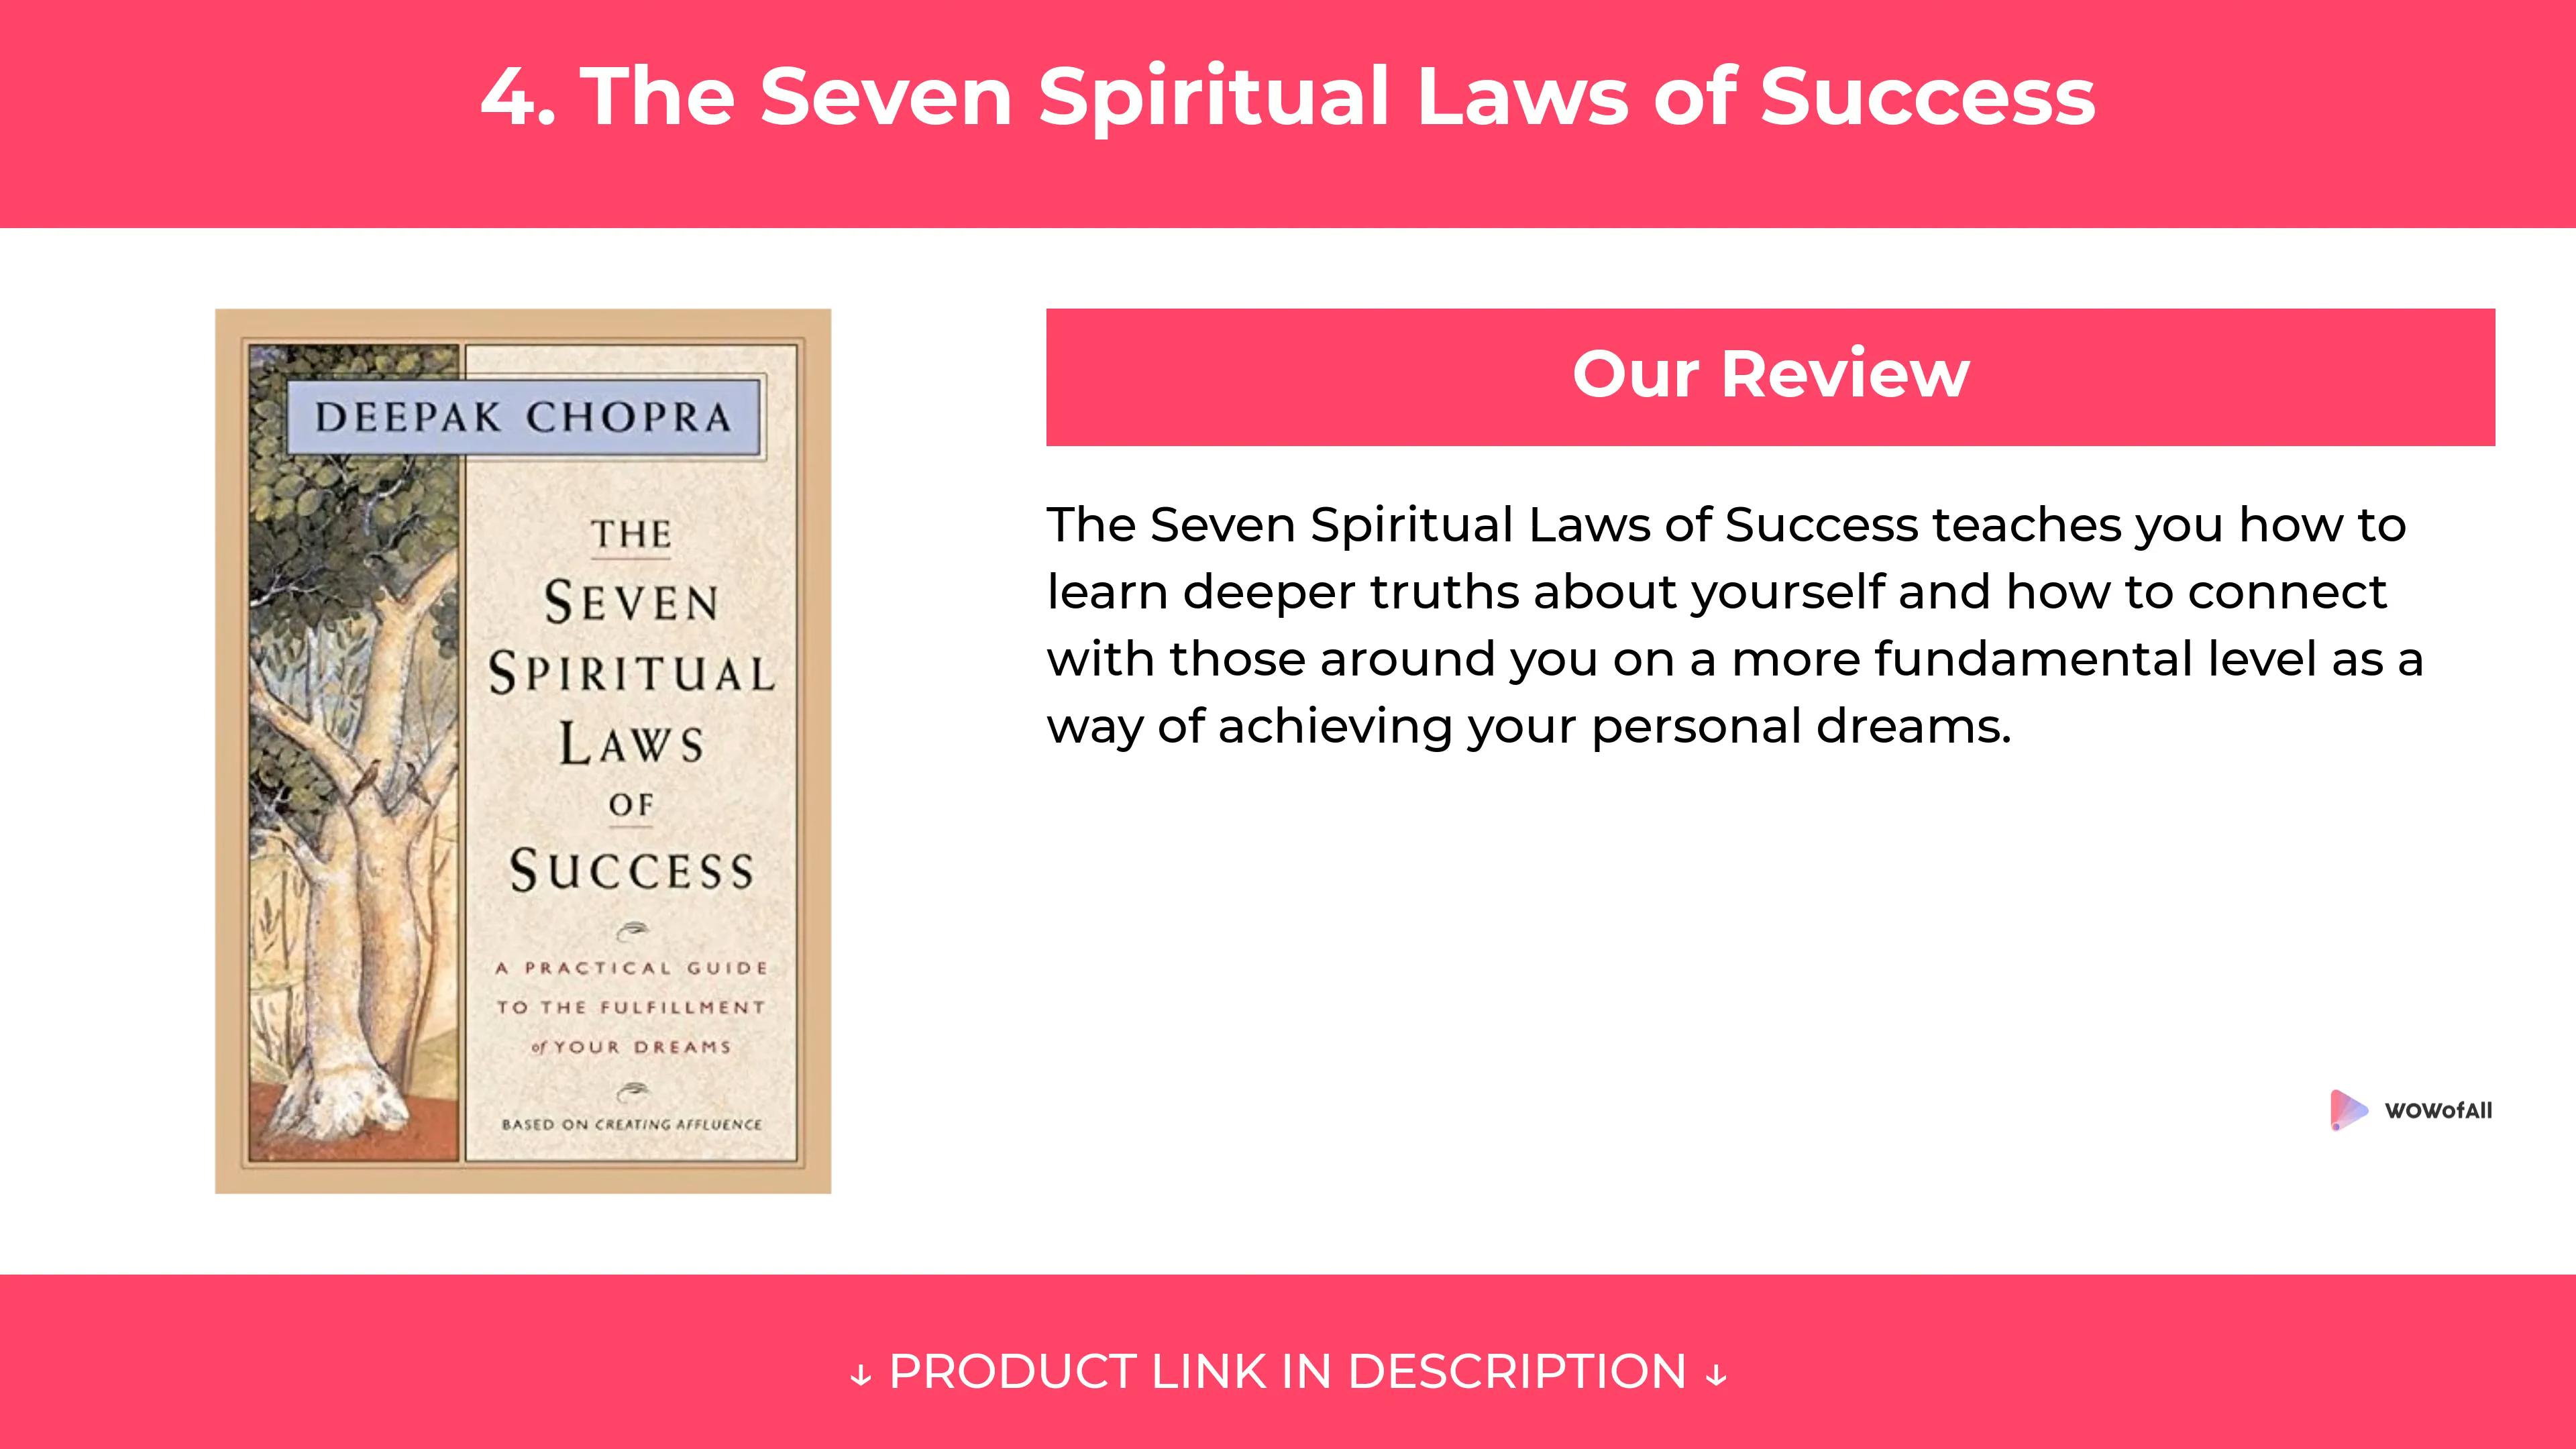 4. The Seven Spiritual Laws of Success
DEEPAK CHOPRA
THE
SEVEN
SPIRITUAL
LAWS
OF
SUCCESS
A PRACTICAL GUIDE
TO THE FULFILLMENT
of YOUR DREAMS
BASED ON CREATING AFFLUENCE
Our Review
The Seven Spiritual Laws of Success teaches you how to
learn deeper truths about yourself and how to connect
with those around you on a more fundamental level as a
way of achieving your personal dreams.
WOWofAll
↓ PRODUCT LINK IN DESCRIPTION ↓